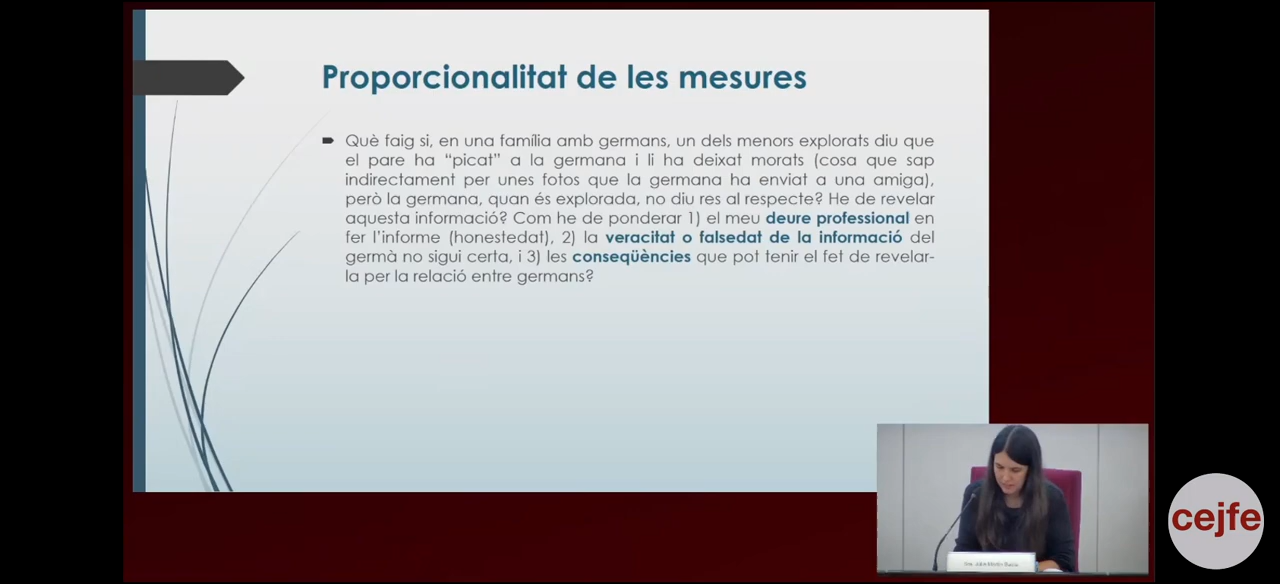 Proporcionalitat de les mesures
Què faig si, en una família amb germans, un dels menors explorats diu que
el pare ha “picat” a la germana i li ha deixat morats (cosa que sap
indirectament per unes fotos que la germana ha enviat a una amiga),
però la germana, quan és explorada, no diu res al respecte? He de revelar
aquesta informació? Com he de ponderar 1) el meu deure professional en
fer l’informe (honestedat), 2) la veracitat o falsedat de la informació del
germà no sigui certa, i 3) les conseqüències que pot tenir el fet de revelar-
la per la relació entre germans?
cejfe